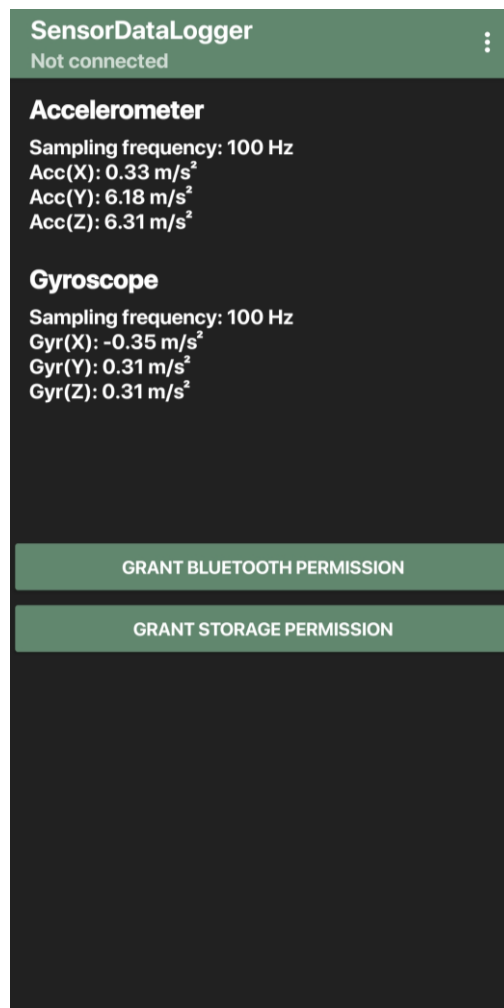 SensorDataLogger
Not connected
Accelerometer
Sampling frequency: 100 Hz
Acc(X): 0.33 m/s²
Acc(Y): 6.18 m/s²
Acc(Z): 6.31 m/s²
Gyroscope
Sampling frequency: 100 Hz
Gyr(X): -0.35 m/s²
Gyr(Y): 0.31 m/s²
Gyr(Z): 0.31 m/s²
GRANT BLUETOOTH PERMISSION
GRANT STORAGE PERMISSION